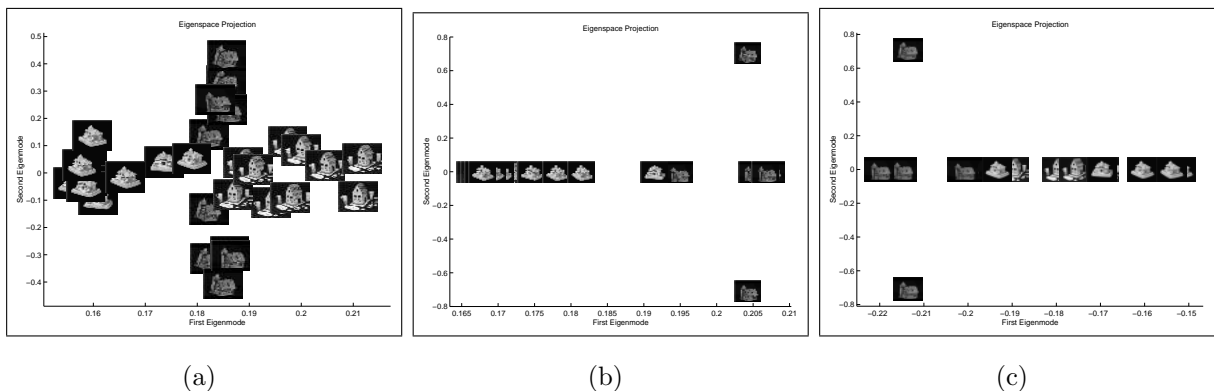 Eigenspace Projection
0.5
0.4
0.3
0.2
0.1
0
−0.1
−0.2
−0.3
−0.4
Second Eigenmode
0.16 0.17 0.18 0.19 0.2 0.21
First Eigenmode
(a)
Eigenspace Projection
0.8
0.6
0.4
0.2
0
−0.2
−0.4
−0.6
−0.8
Second Eigenmode
0.165 0.17 0.175 0.18 0.185 0.19 0.195 0.2 0.205 0.21
First Eigenmode
(b)
Eigenspace Projection
0.8
0.6
0.4
0.2
0
−0.2
−0.4
−0.6
−0.8
Second Eigenmode
−0.22 −0.21 −0.2 −0.19 −0.18 −0.17 −0.16 −0.15
First Eigenmode
(c)